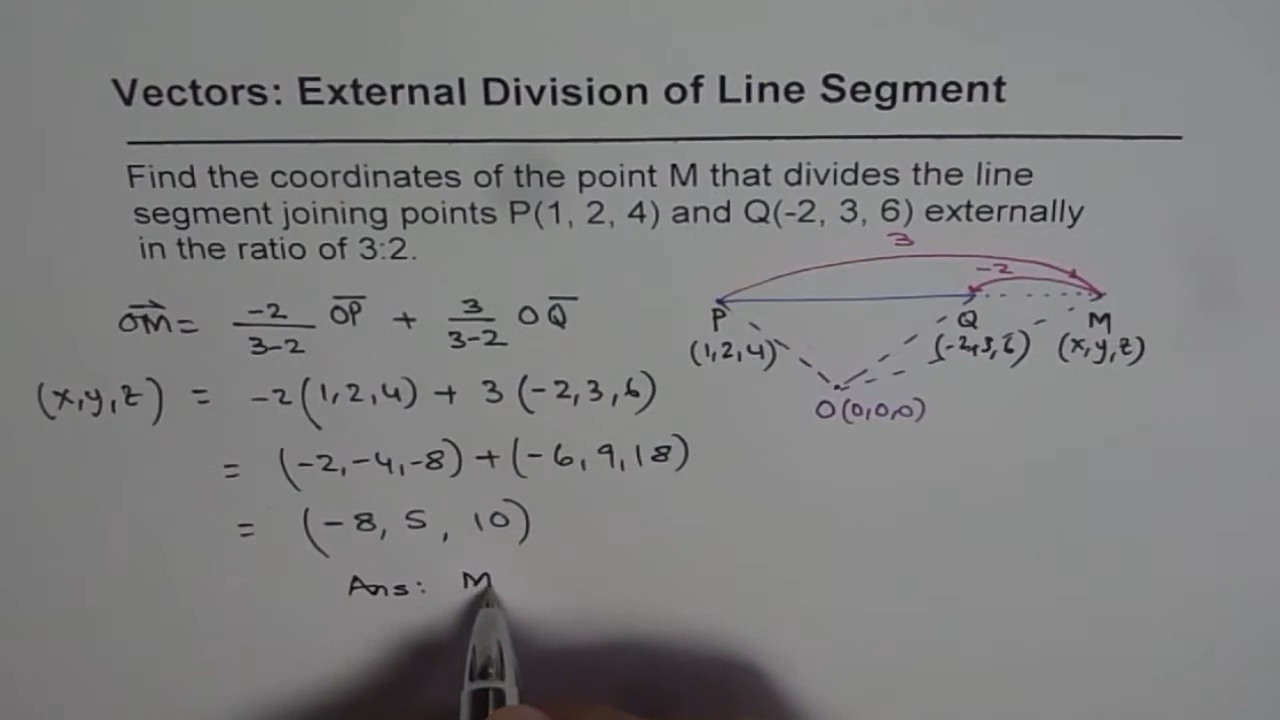 Vectors: External Division of Line Segment
Find the coordinates of the point M that divides the line
segment joining points P(1, 2, 4) and Q(-2, 3, 6) externally
in the ratio of 3:2.
3
-2
P Q M
(1,2,4) (-2,3,6) (x,y,z)
O(0,0,0)
OM = -2/3-2 OP + 3/3-2 OQ
(x,y,z) = -2(1,2,4) + 3(-2,3,6)
= (-2,-4,-8) + (-6,9,18)
= (-8, 5, 10)
Ans: M